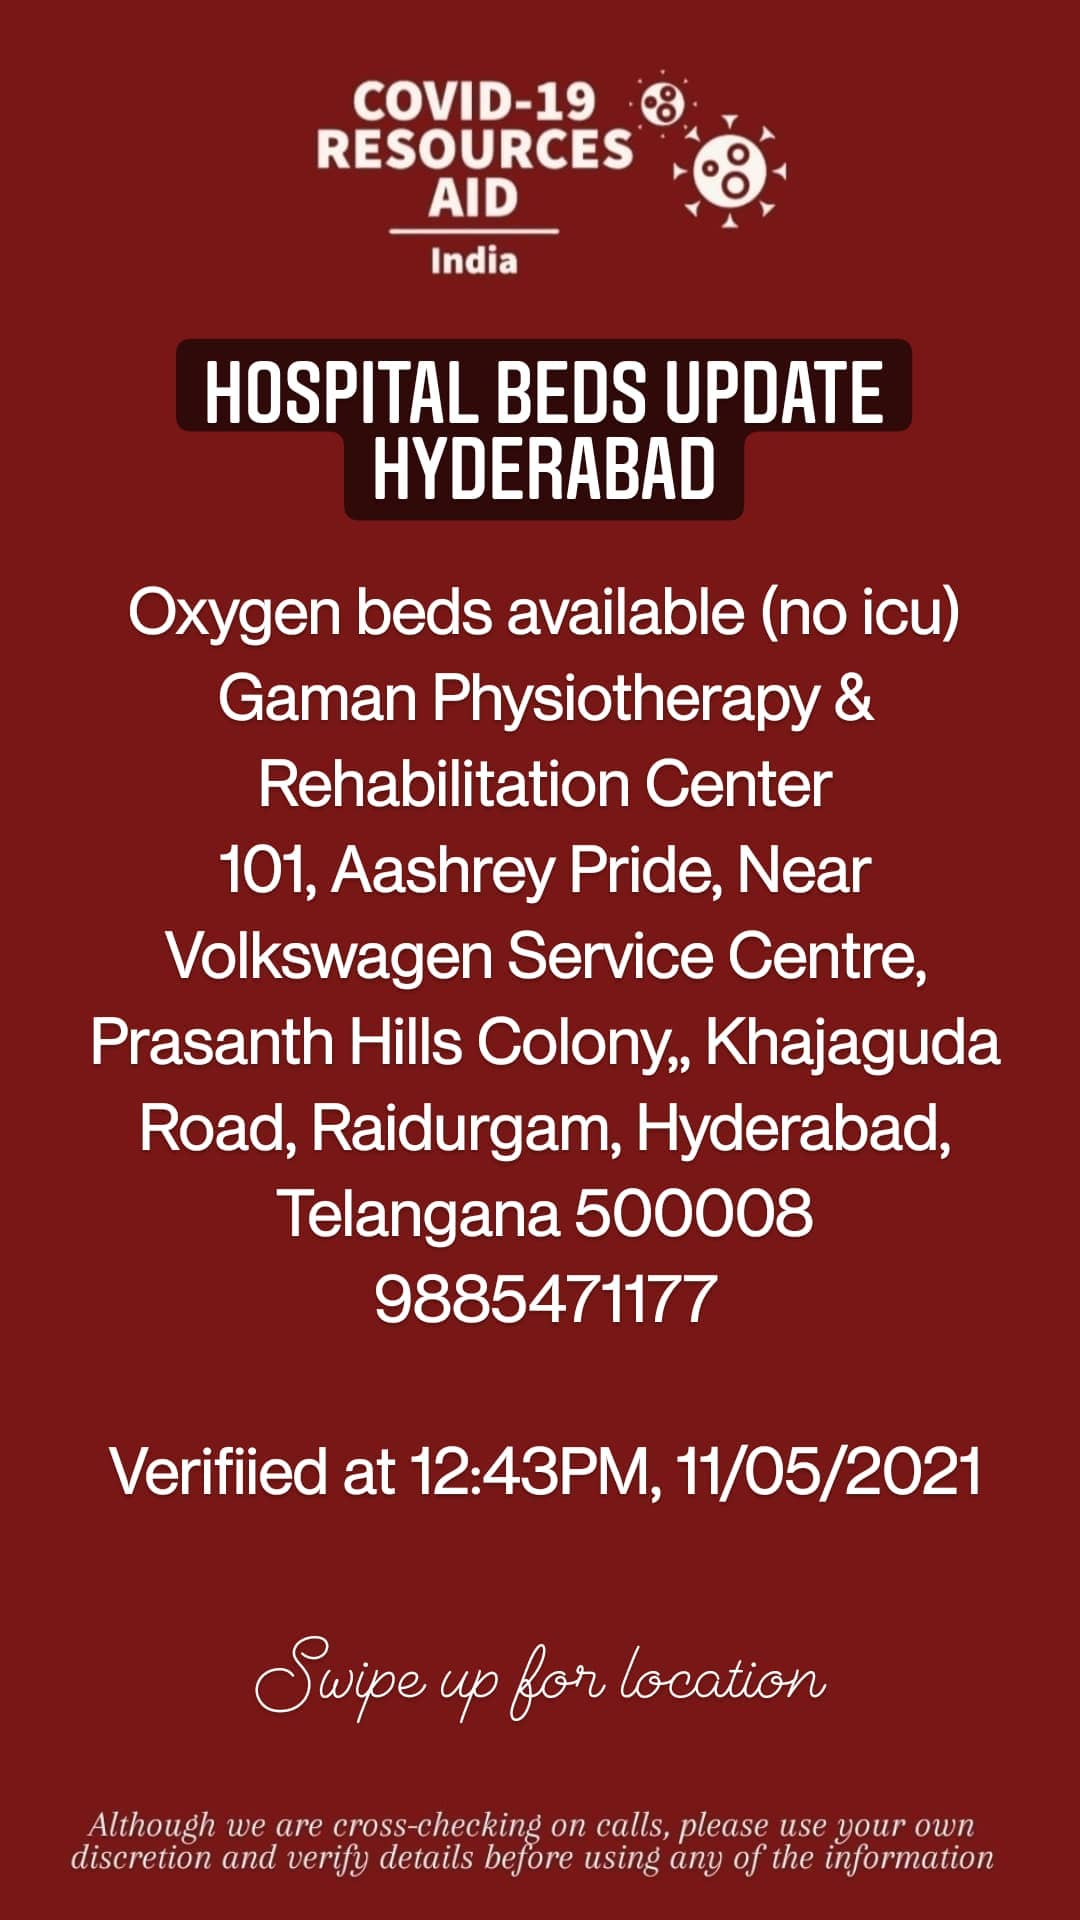 COVID-19
RESOURCES
AID
India
HOSPITAL BEDS UPDATE
HYDERABAD
Oxygen beds available (no icu)
Gaman Physiotherapy &
Rehabilitation Center
101, Aashrey Pride, Near
Volkswagen Service Centre,
Prasanth Hills Colony,, Khajaguda
Road, Raidurgam, Hyderabad,
Telangana 500008
9885471177
Verifiied at 12:43PM, 11/05/2021
Swipe up for location
Although we are cross-checking on calls, please use your own
discretion and verify details before using any of the information